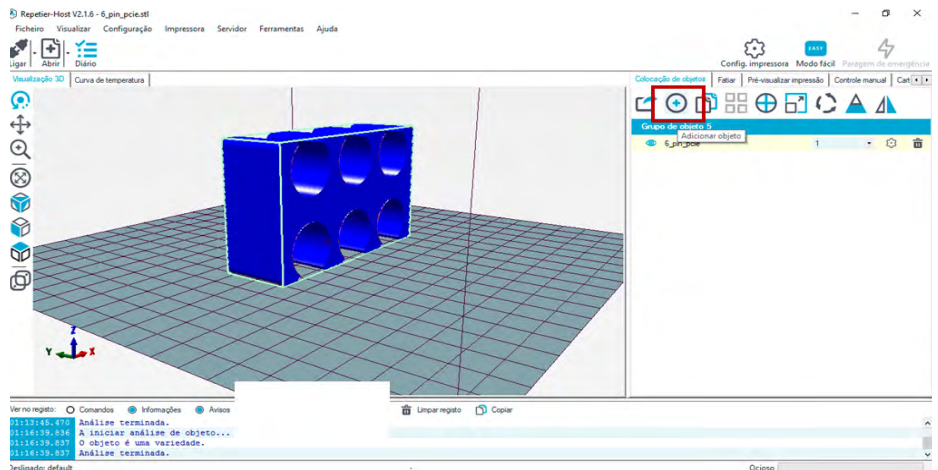 Repetier-Host V2.1.6 - 6_pin_pcie.stl
Ficheiro Visualizar Configuração Impressora Servidor Ferramentas Ajuda
Ligar Abrir Diário Config. impressora EASY Modo fácil Paragem de emergência
Visualização 3D Curva de temperatura Colocação de objetos Fatiar Pré-visualizar impressão Controle manual Cart
Grupo de objeto 5
Adicionar objeto
6_pin_pcie 1
Z
Y X
Ver no registo: Comandos Informações Avisos Limpar registo Copiar
01:13:45.470 Análise terminada.
01:16:39.836 A iniciar análise de objeto...
01:16:39.837 O objeto é uma variedade.
01:16:39.837 Análise terminada.
Desligado: default Ocioso